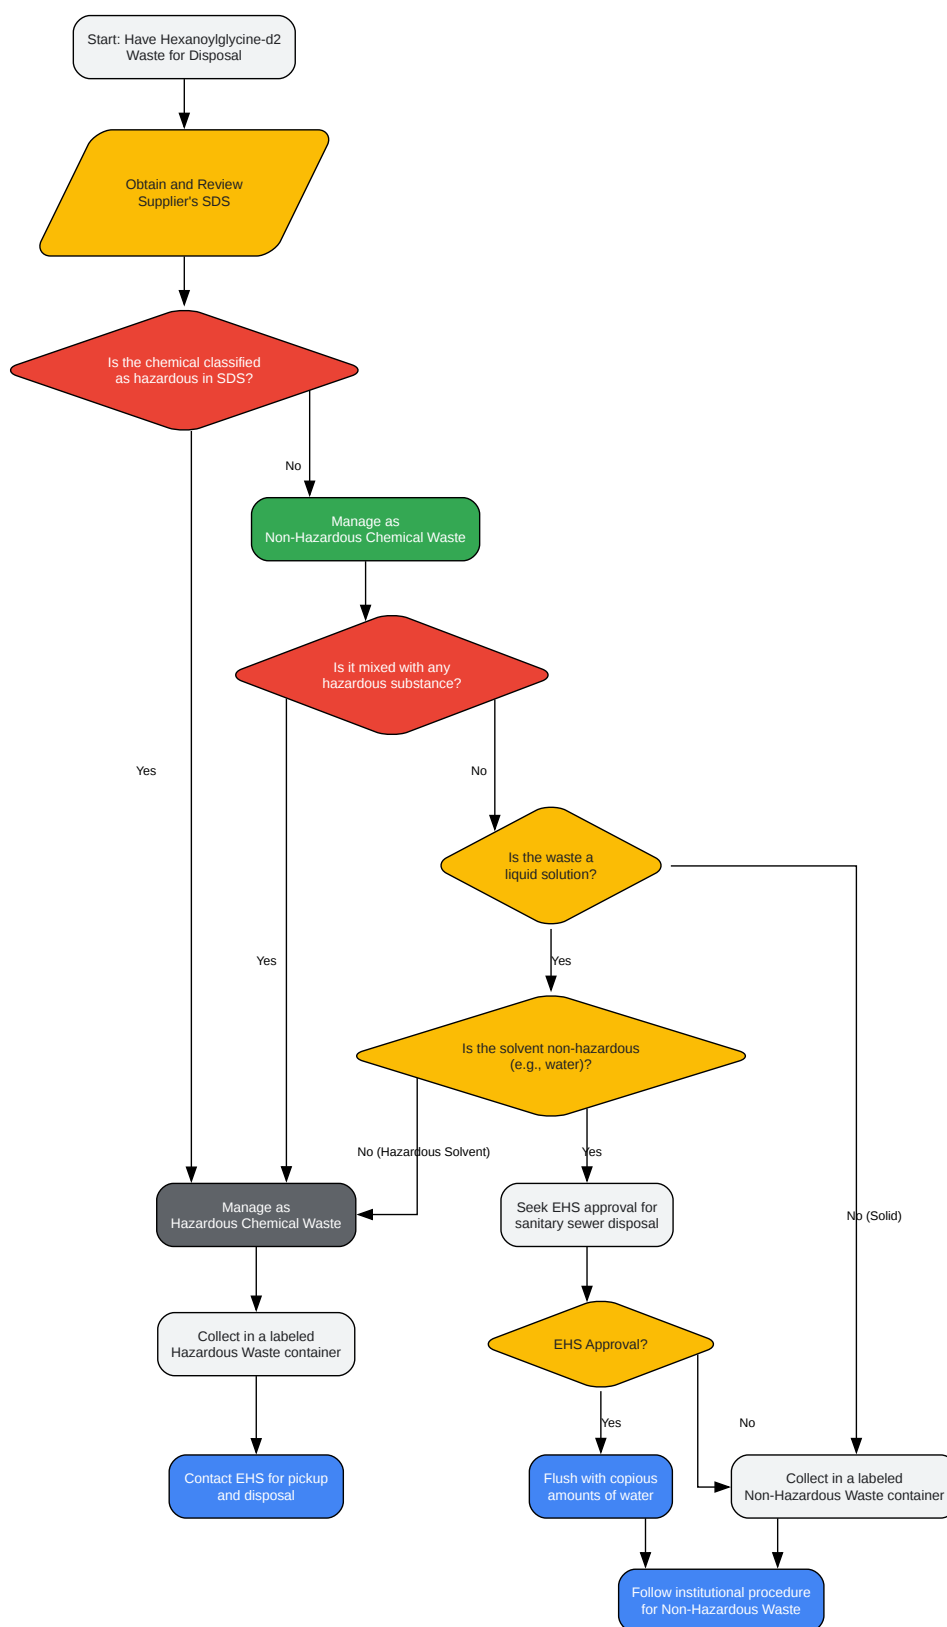 Start: Have Hexanoylglycine-d2
Waste for Disposal
Obtain and Review
Supplier's SDS
Is the chemical classified
as hazardous in SDS?
No
Manage as
Non-Hazardous Chemical Waste
Is it mixed with any
hazardous substance?
Yes
No
Is the waste a
liquid solution?
Yes
Yes
Is the solvent non-hazardous
(e.g., water)?
No (Hazardous Solvent)
Yes
Manage as
Hazardous Chemical Waste
Seek EHS approval for
sanitary sewer disposal
No (Solid)
Collect in a labeled
Hazardous Waste container
EHS Approval?
Yes
No
Contact EHS for pickup
and disposal
Flush with copious
amounts of water
Collect in a labeled
Non-Hazardous Waste container
Follow institutional procedure
for Non-Hazardous Waste